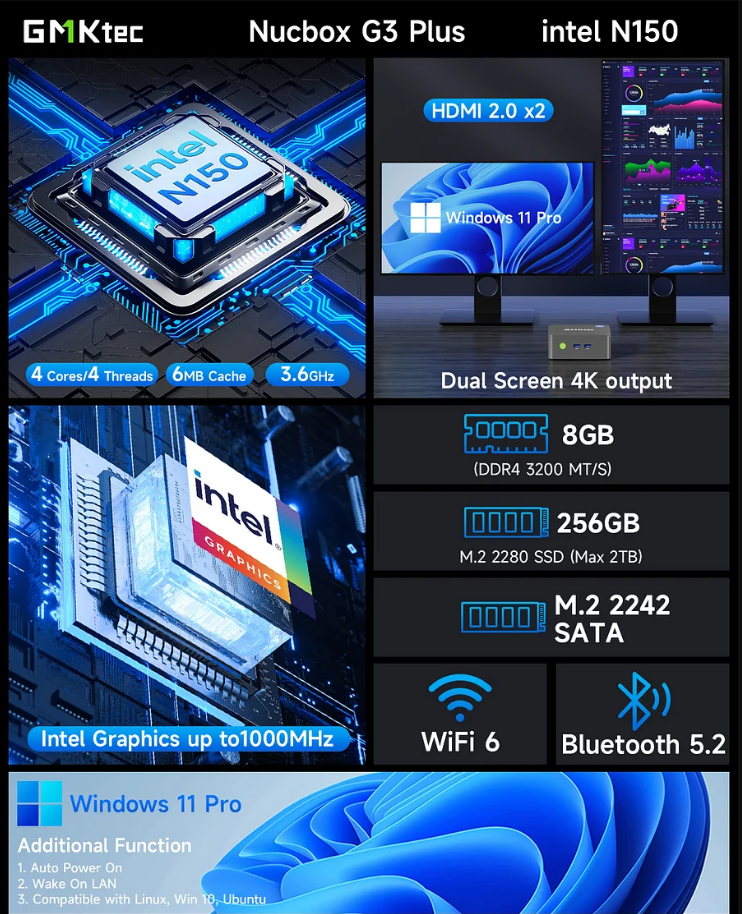 GMKtec
Nucbox G3 Plus
intel N150
intel
N150
4 Cores/4 Threads
6MB Cache
3.6GHz
HDMI 2.0 x2
Windows 11 Pro
Dual Screen 4K output
intel
GRAPHICS
Intel Graphics up to1000MHz
8GB
(DDR4 3200 MT/S)
256GB
M.2 2280 SSD (Max 2TB)
M.2 2242
SATA
WiFi 6
Bluetooth 5.2
Windows 11 Pro
Additional Function
1. Auto Power On
2. Wake On LAN
3. Compatible with Linux, Win 10, Ubuntu